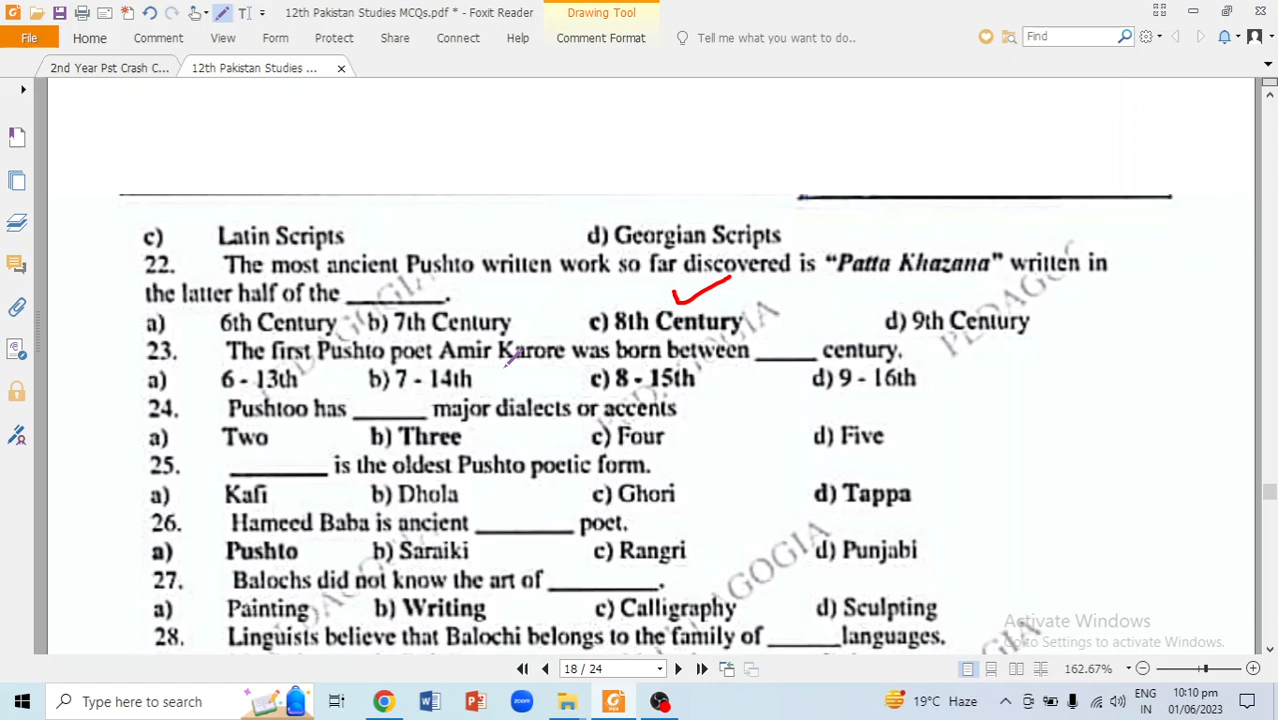 12th Pakistan Studies MCQs.pdf * - Foxit Reader
Drawing Tool
File Home Comment View Form Protect Share Connect Help Comment Format Tell me what you want to do.. Find
2nd Year Pst Crash C... 12th Pakistan Studies ...
c) Latin Scripts d) Georgian Scripts
22. The most ancient Pushto written work so far discovered is “Patta Khazana” written in
the latter half of the ________.
a) 6th Century b) 7th Century c) 8th Century d) 9th Century
23. The first Pushto poet Amir Karore was born between _____ century.
a) 6 - 13th b) 7 - 14th c) 8 - 15th d) 9 - 16th
24. Pushtoo has ______ major dialects or accents
a) Two b) Three c) Four d) Five
25. ________ is the oldest Pushto poetic form.
a) Kafi b) Dhola c) Ghori d) Tappa
26. Hameed Baba is ancient ________ poet.
a) Pushto b) Saraiki c) Rangri d) Punjabi
27. Balochs did not know the art of _________.
a) Painting b) Writing c) Calligraphy d) Sculpting
28. Linguists believe that Balochi belongs to the family of ______ languages.
Activate Windows
Go to Settings to activate Windows.
18 / 24 162.67%
Type here to search 19°C Haze ENG IN 10:10 pm 01/06/2023